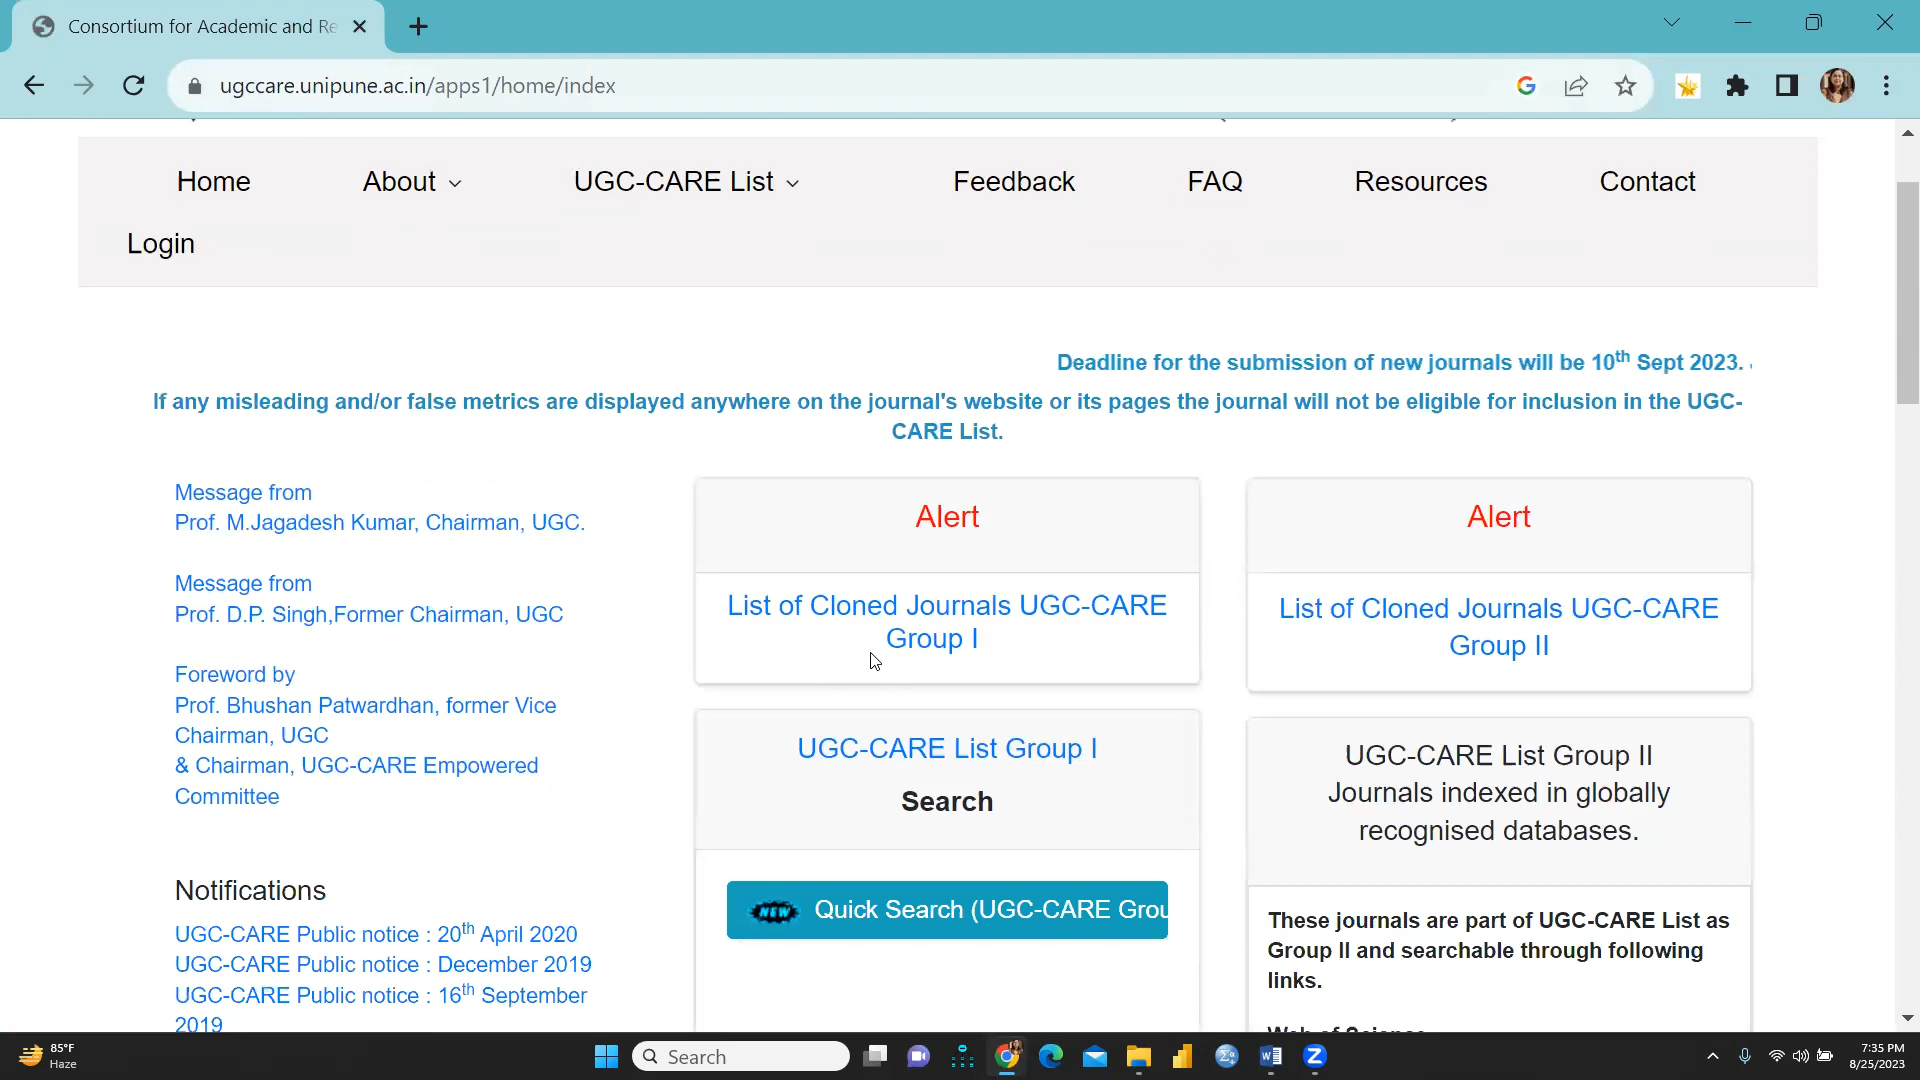 Consortium for Academic and Re
ugccare.unipune.ac.in/apps1/home/index
Home About UGC-CARE List Feedback FAQ Resources Contact
Login
Deadline for the submission of new journals will be 10th Sept 2023.
If any misleading and/or false metrics are displayed anywhere on the journal's website or its pages the journal will not be eligible for inclusion in the UGC-
CARE List.
Message from
Prof. M.Jagadesh Kumar, Chairman, UGC.
Message from
Prof. D.P. Singh,Former Chairman, UGC
Foreword by
Prof. Bhushan Patwardhan, former Vice
Chairman, UGC
& Chairman, UGC-CARE Empowered
Committee
Notifications
UGC-CARE Public notice : 20th April 2020
UGC-CARE Public notice : December 2019
UGC-CARE Public notice : 16th September
2019
Alert
List of Cloned Journals UGC-CARE
Group I
UGC-CARE List Group I
Search
NEW Quick Search (UGC-CARE Grou
Alert
List of Cloned Journals UGC-CARE
Group II
UGC-CARE List Group II
Journals indexed in globally
recognised databases.
These journals are part of UGC-CARE List as
Group II and searchable through following
links.
Web of Science
85°F
Haze
Search
7:35 PM
8/25/2023